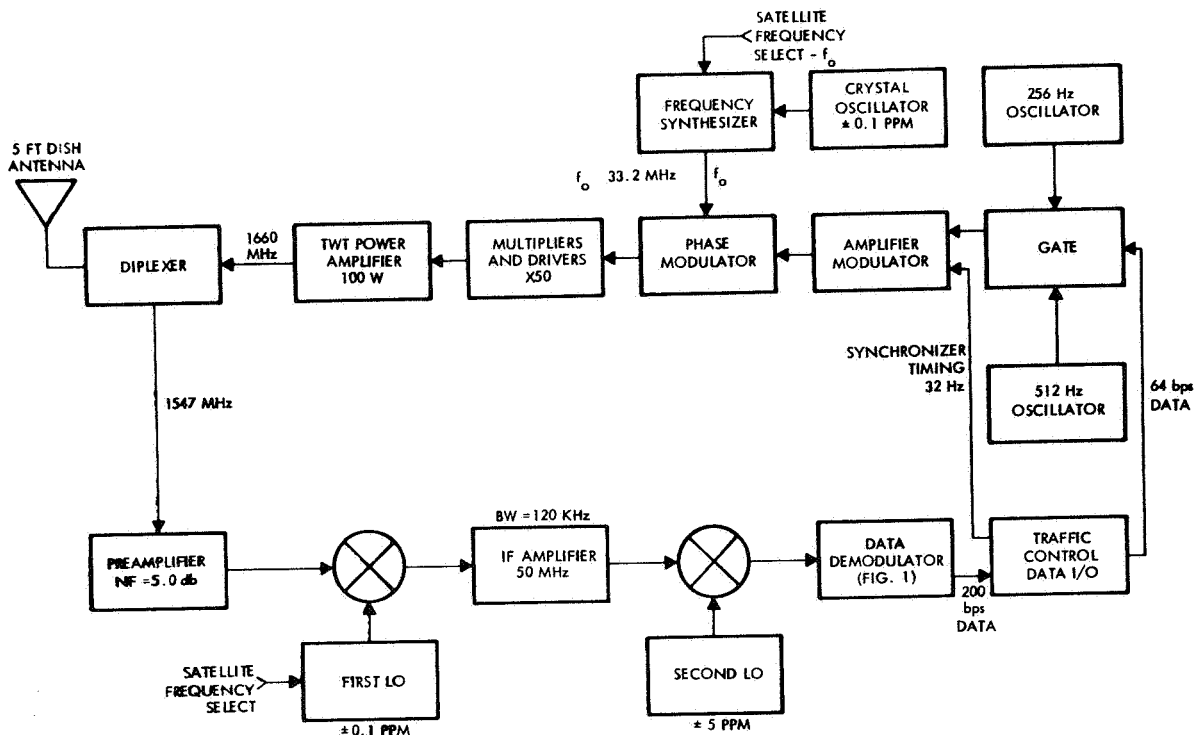 SATELLITE
FREQUENCY
SELECT - fo
FREQUENCY
SYNTHESIZER
CRYSTAL
OSCILLATOR
± 0.1 PPM
256 Hz
OSCILLATOR
5 FT DISH
ANTENNA
fo 33.2 MHz
fo
DIPLEXER
1660
MHz
TWT POWER
AMPLIFIER
100 W
MULTIPLIERS
AND DRIVERS
X50
PHASE
MODULATOR
AMPLIFIER
MODULATOR
GATE
SYNCHRONIZER
TIMING
32 Hz
512 Hz
OSCILLATOR
64 bps
DATA
1547 MHz
PREAMPLIFIER
NF =5.0 db
BW =120 KHz
IF AMPLIFIER
50 MHz
DATA
DEMODULATOR
(FIG. 1)
200
bps
DATA
TRAFFIC
CONTROL
DATA I/O
SATELLITE
FREQUENCY
SELECT
FIRST LO
± 0.1 PPM
SECOND LO
± 5 PPM